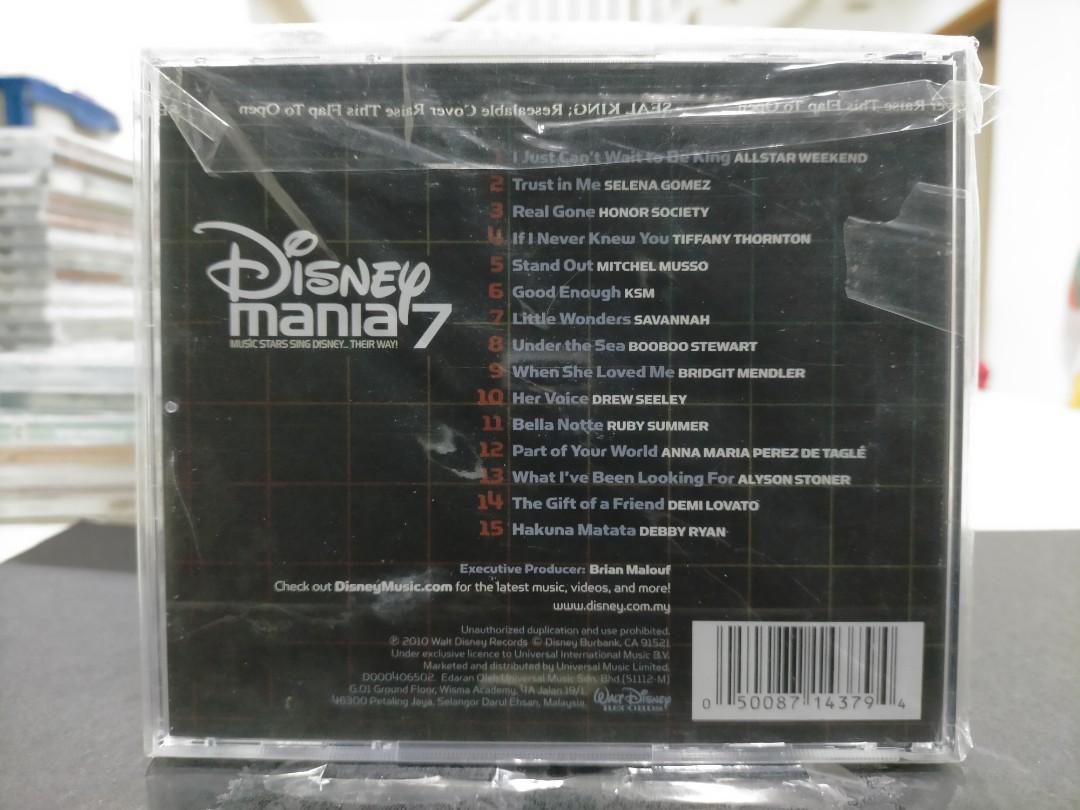 ver Raise This Flap To Open
SEAL KING; Resealable Cover Raise This Flap To Open
SE
1 I Just Can't Wait to Be King ALLSTAR WEEKEND
2 Trust in Me SELENA GOMEZ
3 Real Gone HONOR SOCIETY
4 If I Never Knew You TIFFANY THORNTON
5 Stand Out MITCHEL MUSSO
6 Good Enough KSM
7 Little Wonders SAVANNAH
8 Under the Sea BOOBOO STEWART
9 When She Loved Me BRIDGIT MENDLER
10 Her Voice DREW SEELEY
11 Bella Notte RUBY SUMMER
12 Part of Your World ANNA MARIA PEREZ DE TAGLÉ
13 What I've Been Looking For ALYSON STONER
14 The Gift of a Friend DEMI LOVATO
15 Hakuna Matata DEBBY RYAN
Disney
mania 7
MUSIC STARS SING DISNEY... THEIR WAY!
Executive Producer: Brian Malouf
Check out DisneyMusic.com for the latest music, videos, and more!
www.disney.com.my
Unauthorized duplication and use prohibited.
℗ 2010 Walt Disney Records © Disney Burbank, CA 91521
Under exclusive licence to Universal International Music B.V.
Marketed and distributed by Universal Music Limited.
D000406502. Edaran Oleh Universal Music Sdn. Bhd.(51112-M)
G.01 Ground Floor, Wisma Academy, 4A Jalan 19/1.
46300 Petaling Jaya, Selangor Darul Ehsan, Malaysia.
Walt Disney
RECORDS
0 50087 14379 4